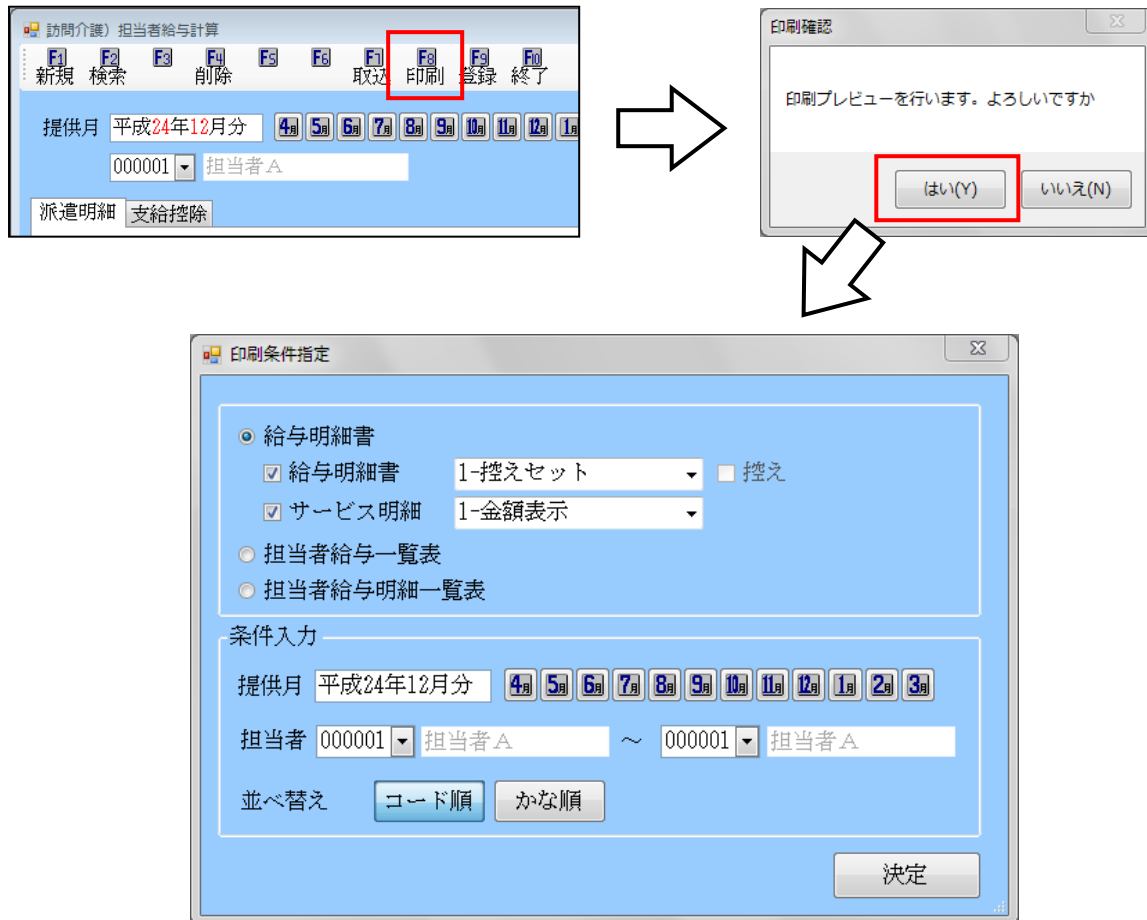 訪問介護）担当者給与計算
F1 F2 F3 F4 F5 F6 F7 F8 F9 F10
新規 検索 削除 取込 印刷 登録 終了
提供月 平成24年12月分 4月 5月 6月 7月 8月 9月 10月 11月 12月 1月
000001 担当者A
派遣明細 支給控除
印刷確認
印刷プレビューを行います。よろしいですか
はい(Y) いいえ(N)
印刷条件指定
給与明細書
給与明細書 1-控えセット 控え
サービス明細 1-金額表示
担当者給与一覧表
担当者給与明細一覧表
条件入力
提供月 平成24年12月分 4月 5月 6月 7月 8月 9月 10月 11月 12月 1月 2月 3月
担当者 000001 担当者A ～ 000001 担当者A
並べ替え コード順 かな順
決定